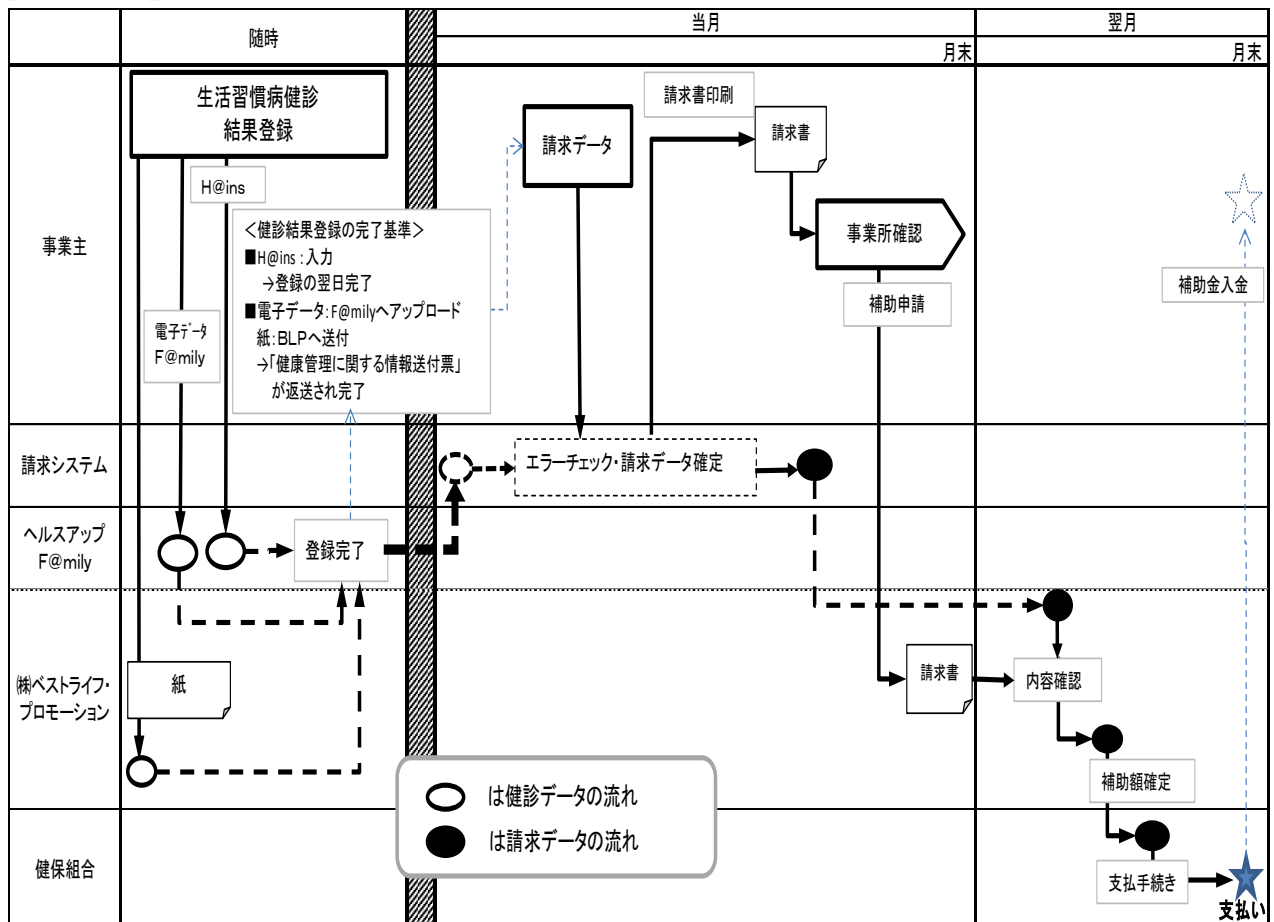 随時
当月
翌月
月末
月末
事業主
生活習慣病健診
結果登録
H@ins
電子ﾃﾞｰﾀ
F@mily
＜健診結果登録の完了基準＞
■H@ins：入力
→登録の翌日完了
■電子データ：F@milyへアップロード
紙：BLPへ送付
→「健康管理に関する情報送付票」
が返送され完了
請求データ
請求書印刷
請求書
事業所確認
補助申請
補助金入金
請求システム
エラーチェック・請求データ確定
ヘルスアップ
F@mily
登録完了
㈱ベストライフ・
プロモーション
紙
請求書
内容確認
補助額確定
は健診データの流れ
は請求データの流れ
健保組合
支払手続き
支払い